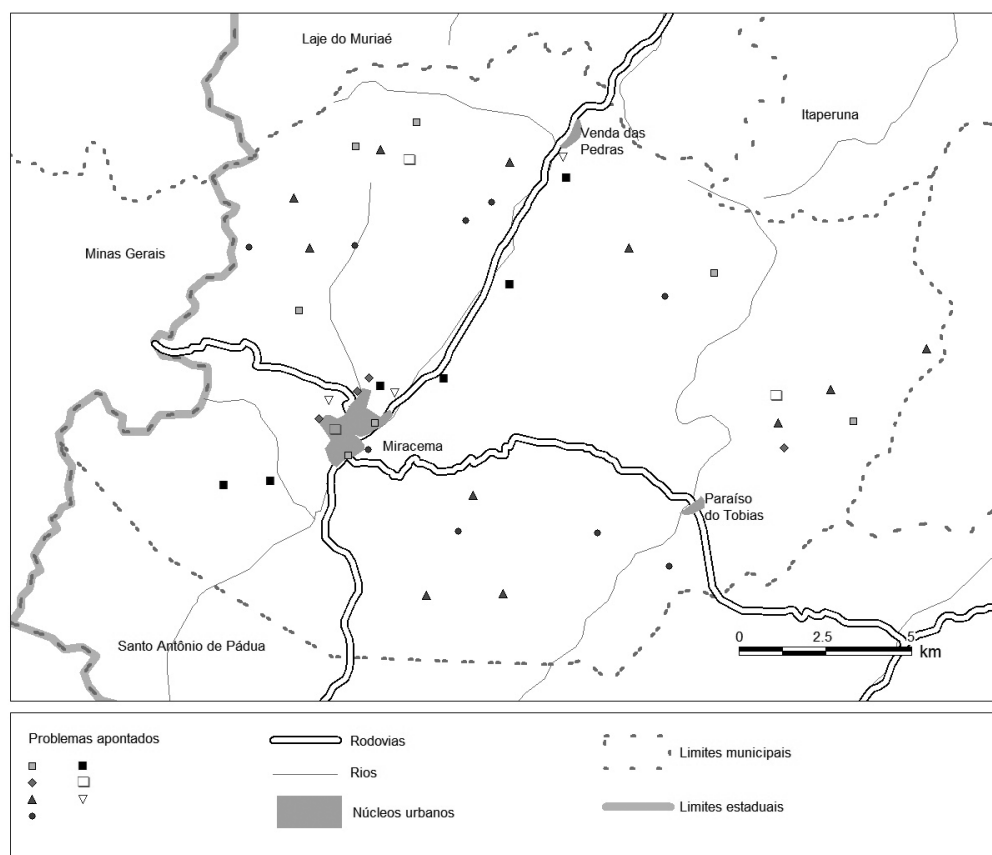 Laje do Muriaé
Itaperuna
Venda das
Pedras
Minas Gerais
Miracema
Paraíso
do Tobias
Santo Antônio de Pádua
0 2.5 5
km
Problemas apontados
Rodovias
Rios
Núcleos urbanos
Limites municipais
Limites estaduais